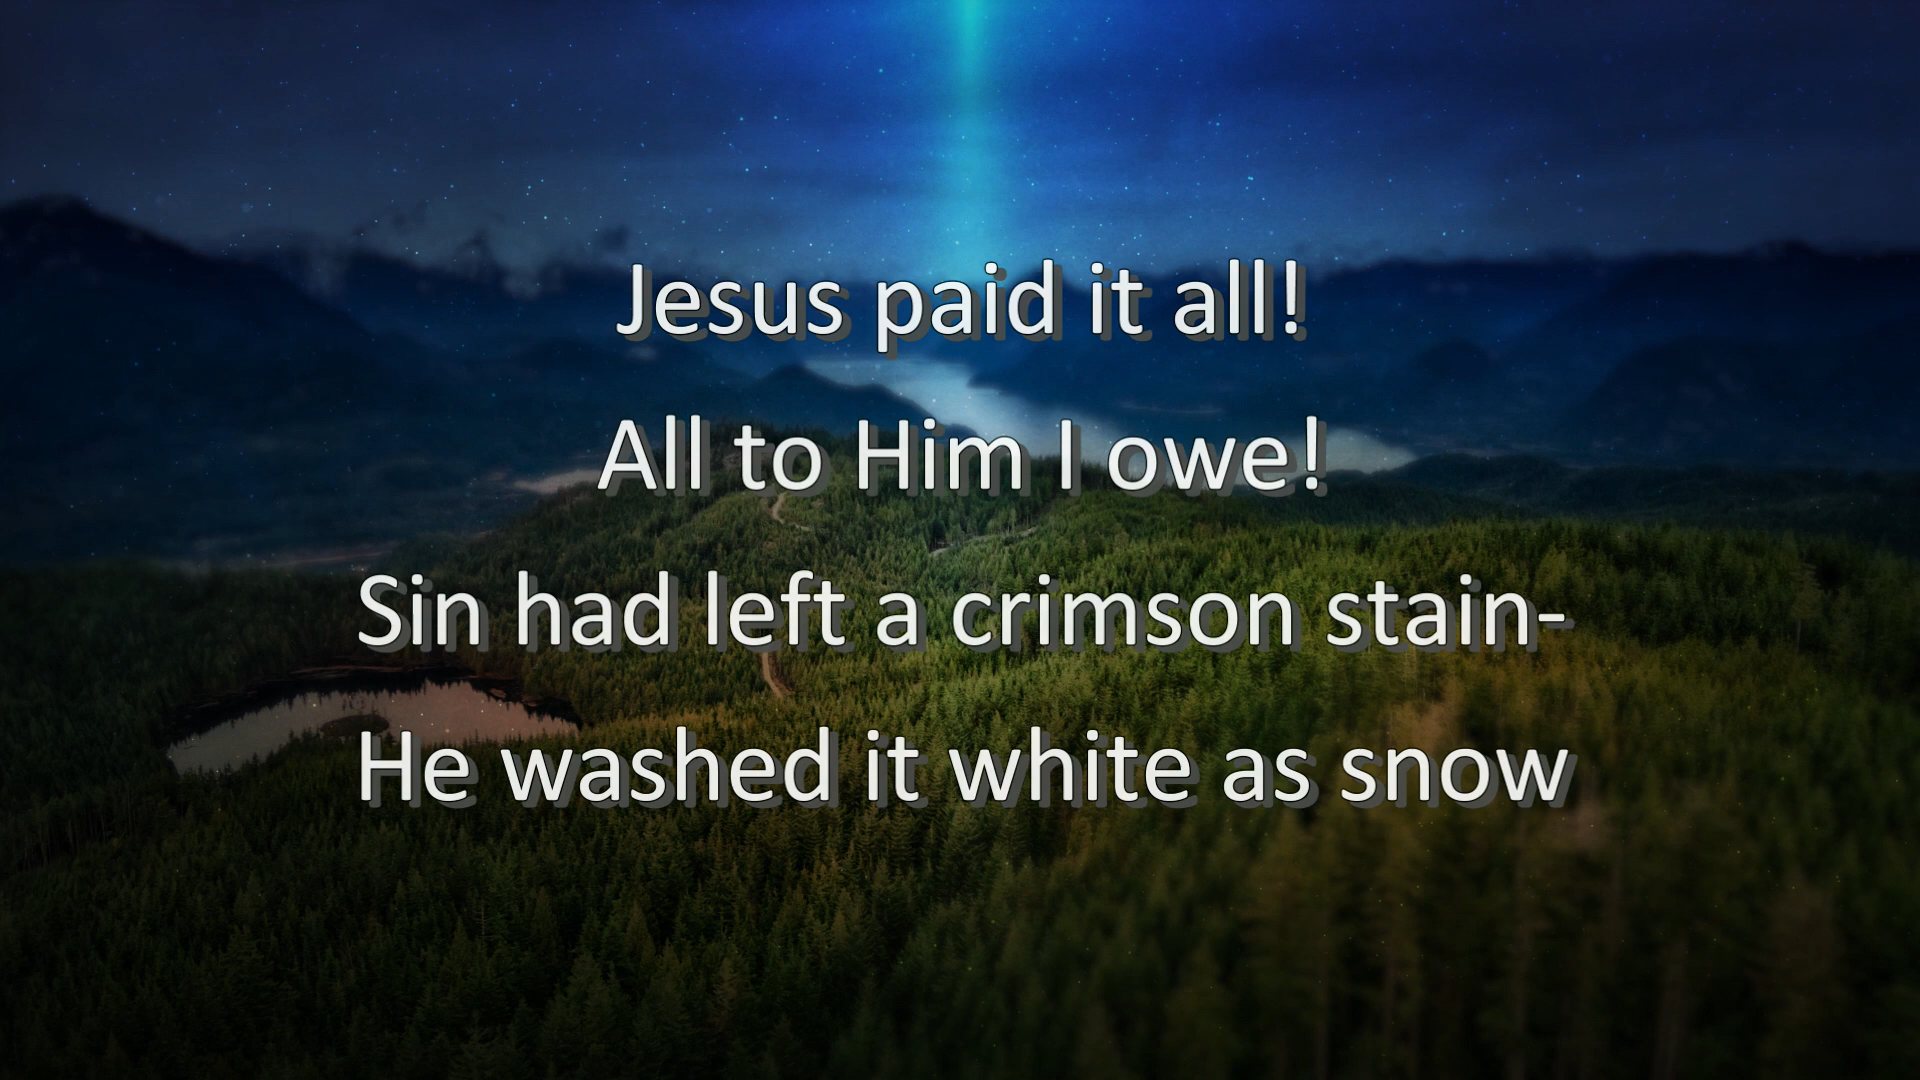 Jesus paid it all!
All to Him I owe!
Sin had left a crimson stain-
He washed it white as snow